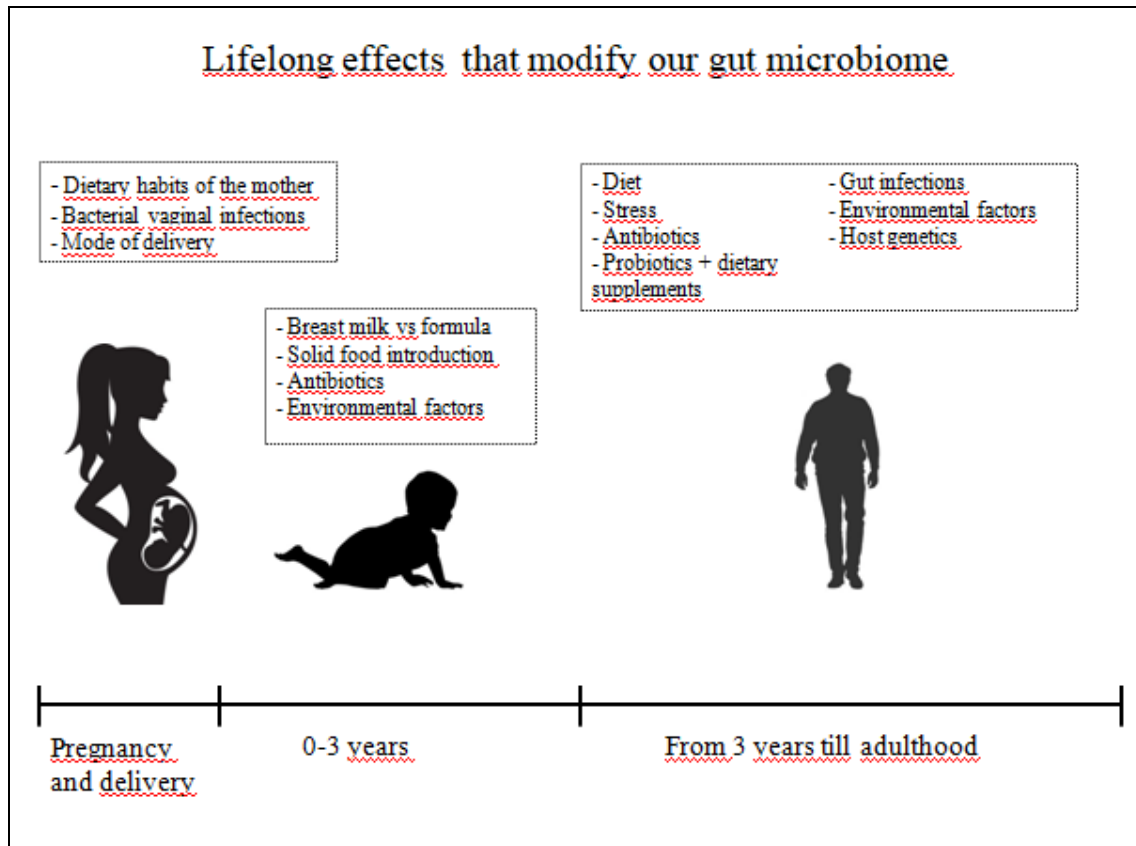 Lifelong effects that modify our gut microbiome
- Dietary habits of the mother
- Bacterial vaginal infections
- Mode of delivery
- Breast milk vs formula
- Solid food introduction
- Antibiotics
- Environmental factors
- Diet
- Stress
- Antibiotics
- Probiotics + dietary
supplements
- Gut infections
- Environmental factors
- Host genetics
Pregnancy
and delivery
0-3 years
From 3 years till adulthood